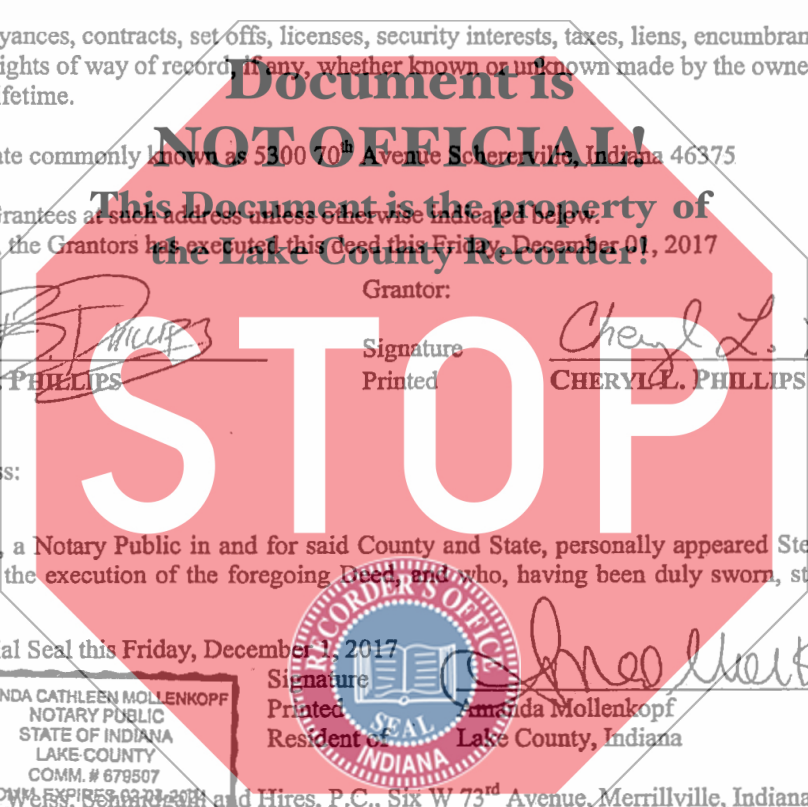 yances, contracts, set offs, licenses, security interests, taxes, liens, encumbran
ights of way of record, if any, whether known or unknown made by the owne
ifetime.
Document is
NOT OFFICIAL!
ate commonly known as 5300 70th Avenue Schererville, Indiana 46375
This Document is the property of
the Lake County Recorder!
Grantees at such address unless otherwise indicated below.
, the Grantors has executed this deed this Friday, December 01, 2017
Grantor:
STOP
B Phillips
Cheryl L.
Signature
PHILLIPS
Printed
CHERYL L. PHILLIPS
ss:
, a Notary Public in and for said County and State, personally appeared Ste
the execution of the foregoing Deed, and who, having been duly sworn, st
ial Seal this Friday, December 1, 2017
RECORDER'S OFFICE
SEAL
INDIANA
Signature
Printed Amanda Mollenkopf
Resident of Lake County, Indiana
NDA CATHLEEN MOLLENKOPF
NOTARY PUBLIC
STATE OF INDIANA
LAKE COUNTY
COMM. # 679507
and Hires, P.C., Six W 73rd Avenue, Merrillville, Indiana